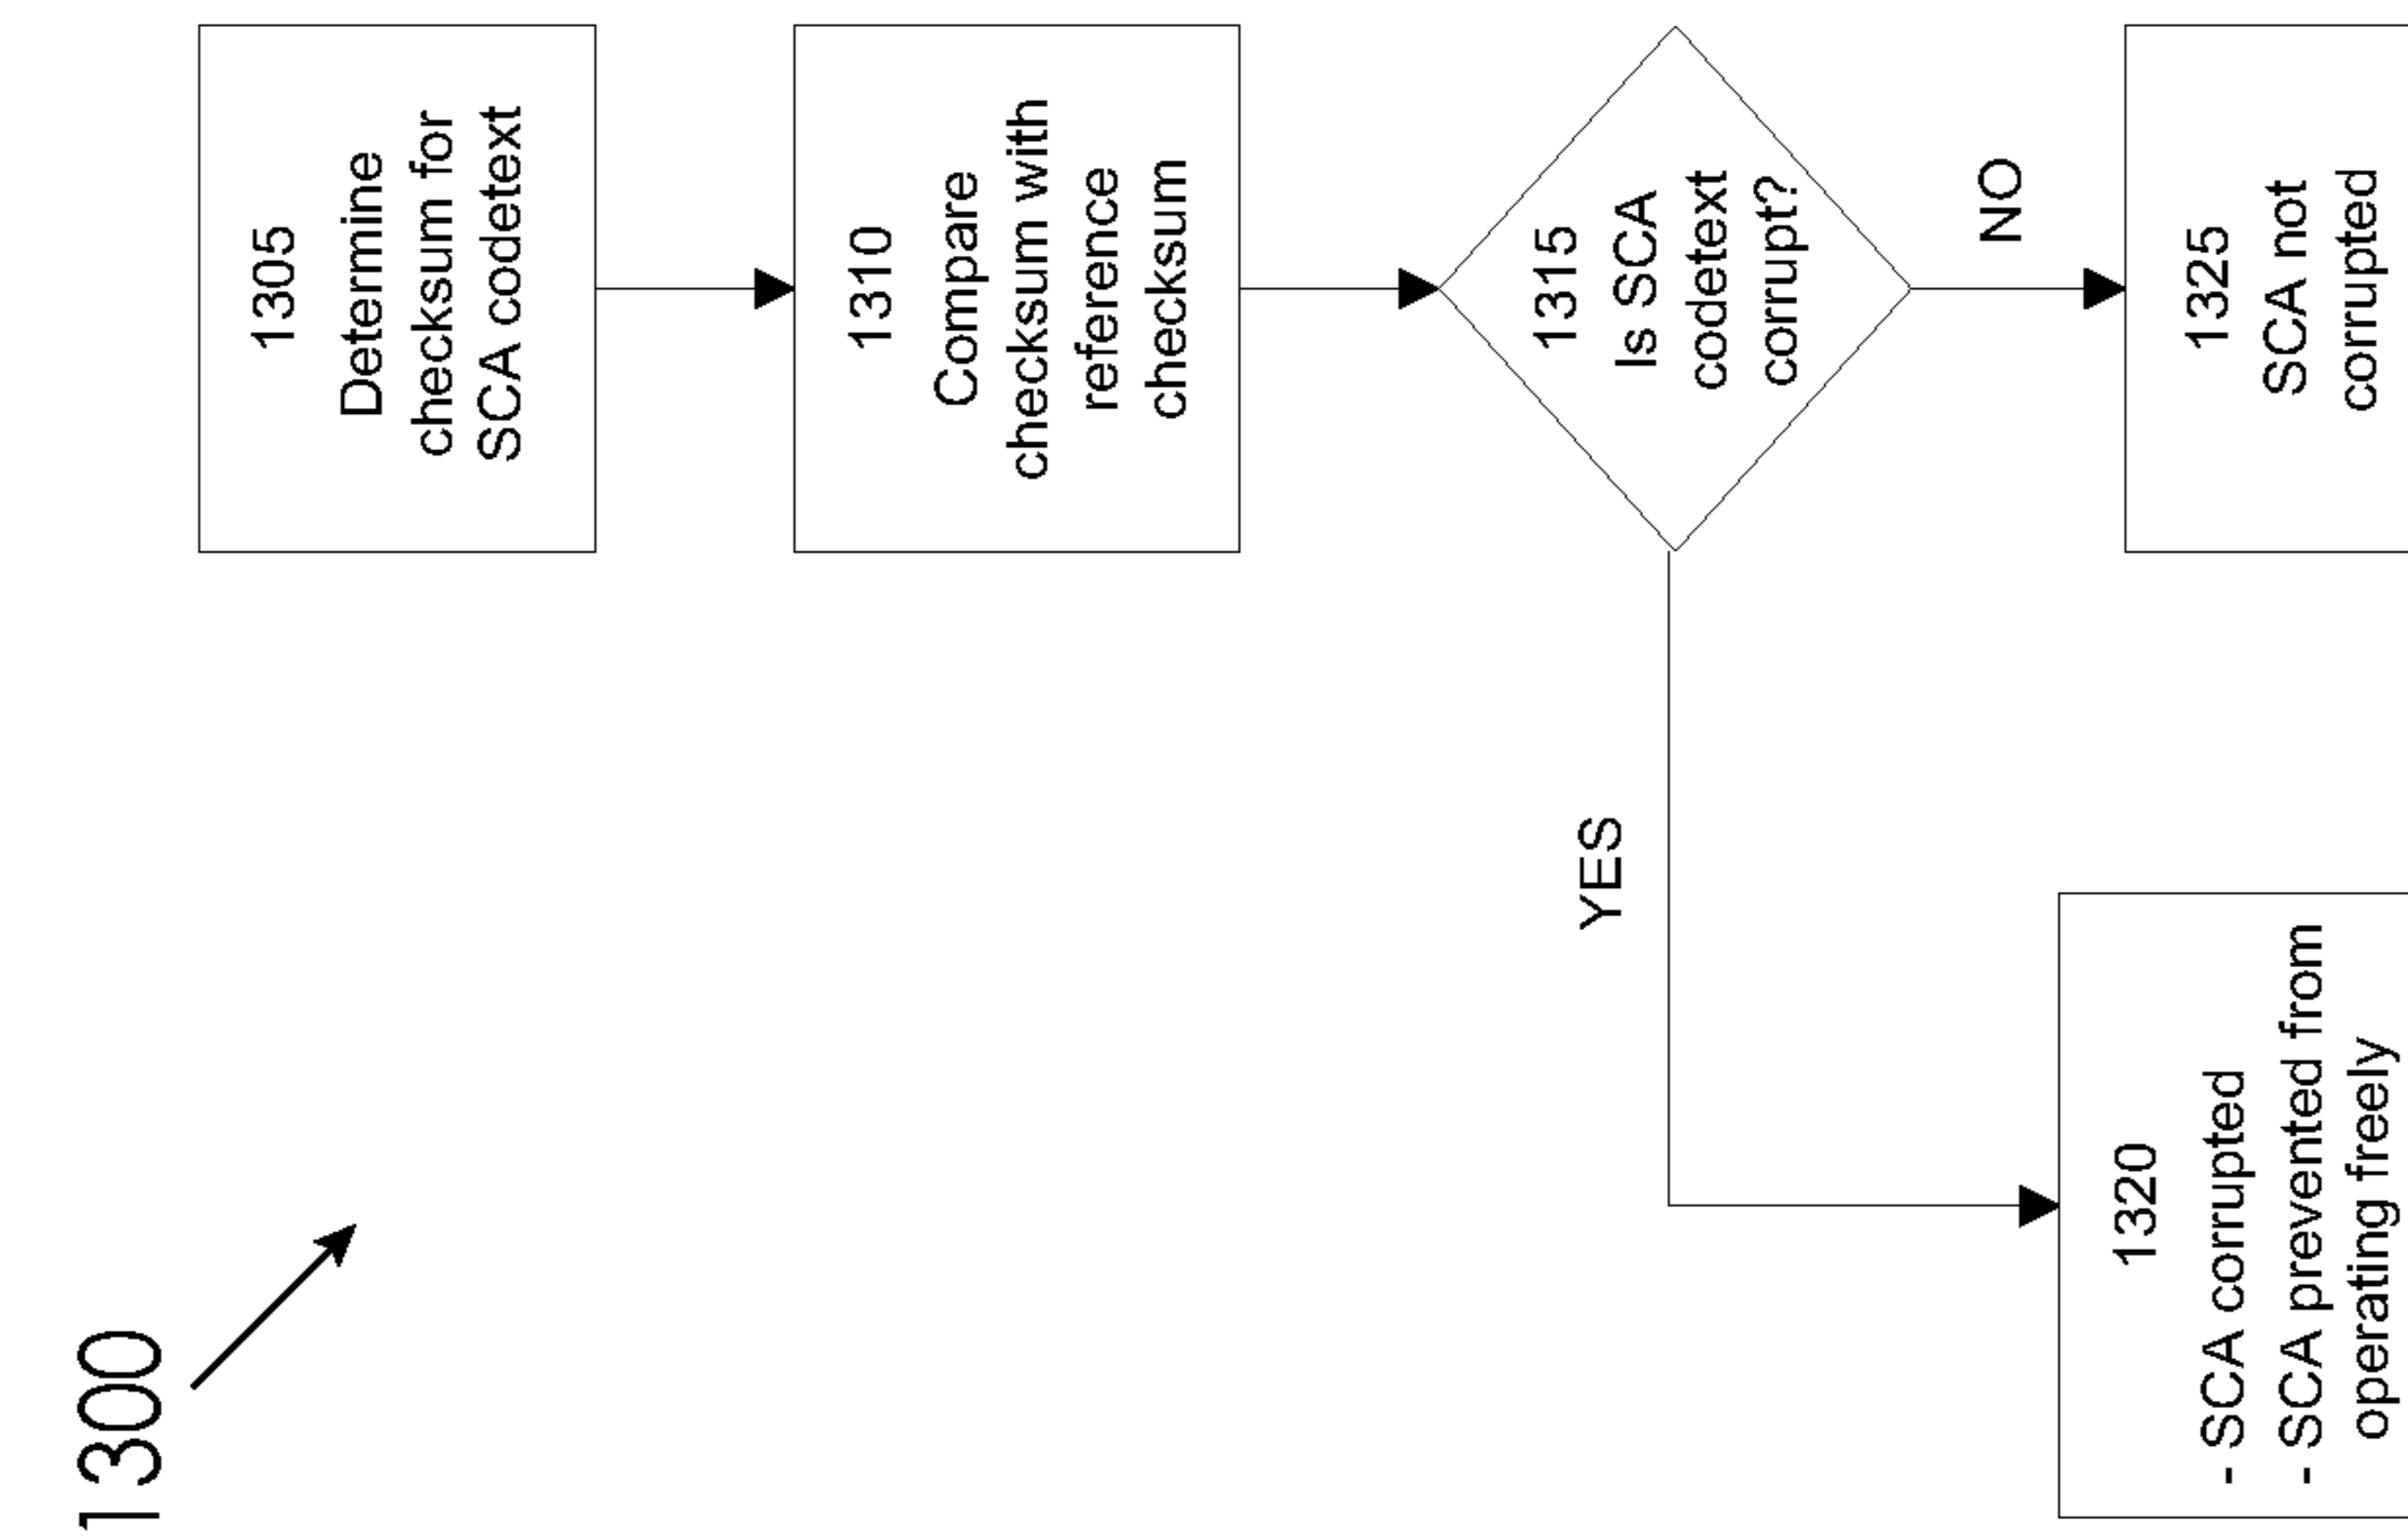 1300
1305
Determine
checksum for
SCA codetext
1310
Compare
checksum with
reference
checksum
1315
Is SCA
codetext
corrupt?
YES
NO
1320
- SCA corrupted
- SCA prevented from
operating freely
1325
SCA not
corrupted